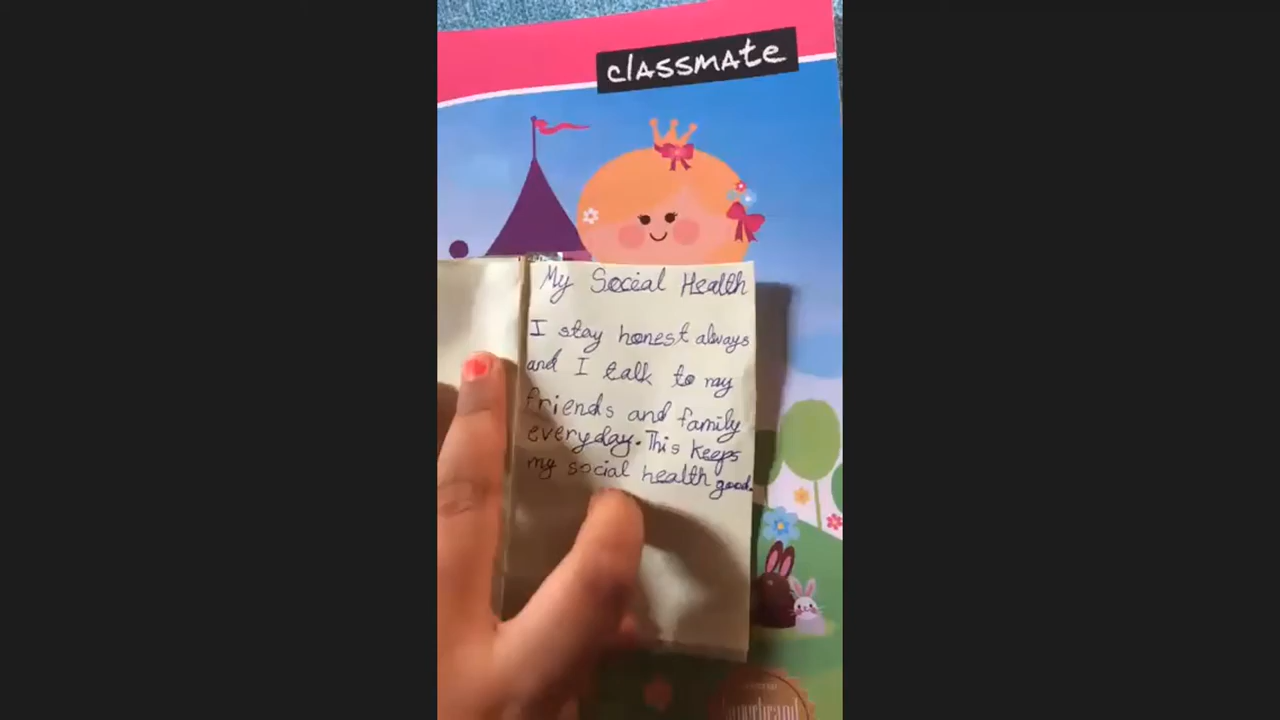 classmate
My Social Health
I stay honest always
and I talk to my
friends and family
everyday. This keeps
my social health good.